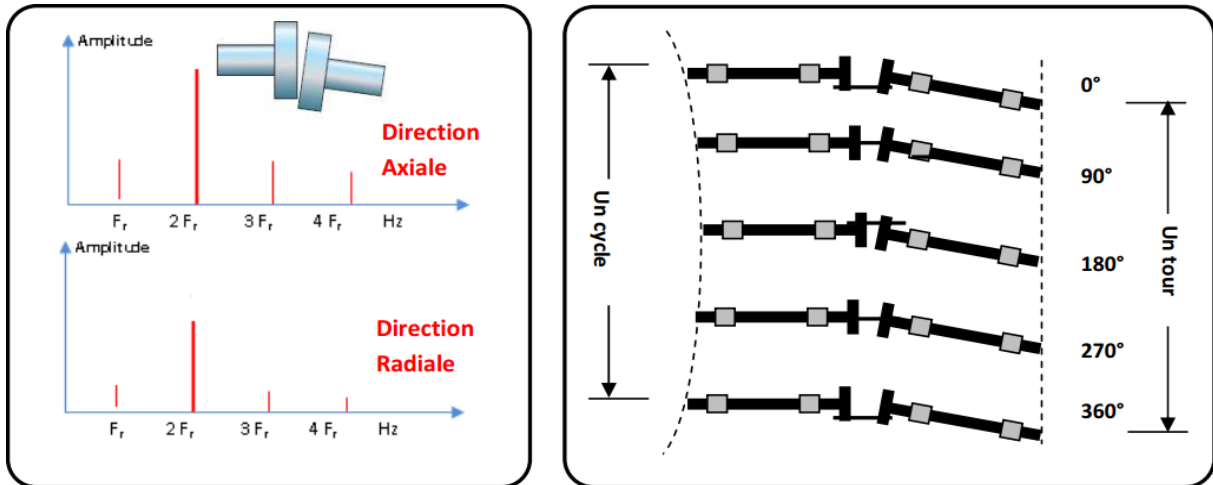 Amplitude
Direction
Axiale
Fr 2 Fr 3 Fr 4 Fr Hz
Amplitude
Direction
Radiale
Fr 2 Fr 3 Fr 4 Fr Hz
Un cycle
0°
90°
180°
270°
360°
Un tour